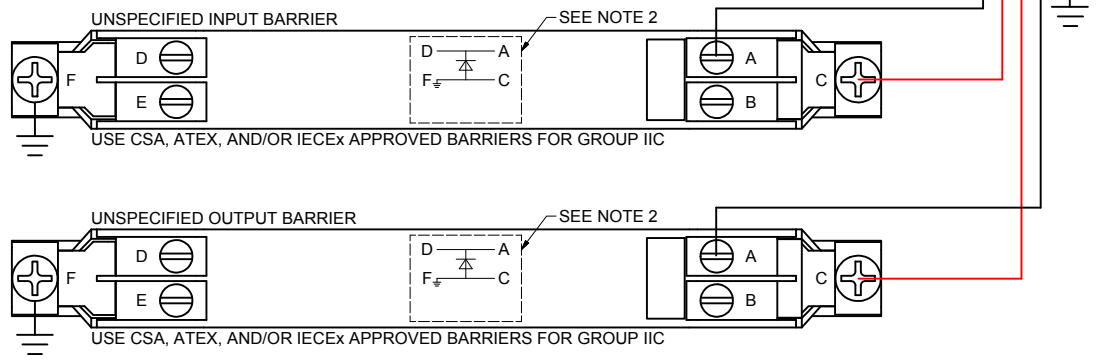 UNSPECIFIED INPUT BARRIER
SEE NOTE 2
D A
F C
F
D
E
A
B
C
USE CSA, ATEX, AND/OR IECEx APPROVED BARRIERS FOR GROUP IIC
UNSPECIFIED OUTPUT BARRIER
SEE NOTE 2
D A
F C
F
D
E
A
B
C
USE CSA, ATEX, AND/OR IECEx APPROVED BARRIERS FOR GROUP IIC